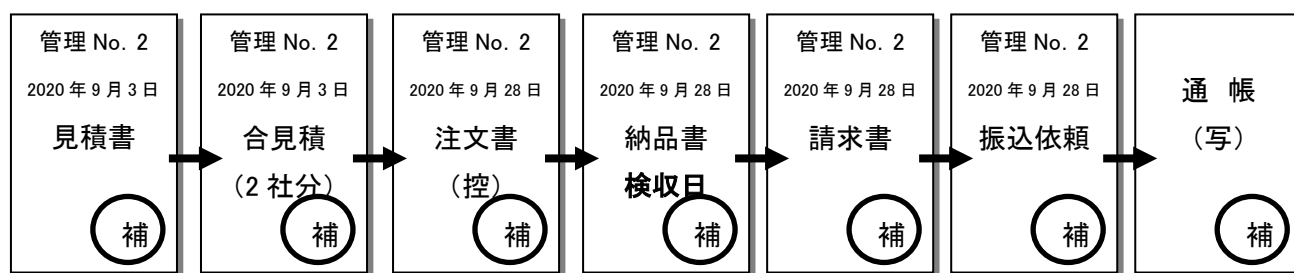 管理 No. 2
2020 年 9 月 3 日
見積書
補
管理 No. 2
2020 年 9 月 3 日
合見積
（2 社分）
補
管理 No. 2
2020 年 9 月 28 日
注文書
（控）
補
管理 No. 2
2020 年 9 月 28 日
納品書
検収日
補
管理 No. 2
2020 年 9 月 28 日
請求書
補
管理 No. 2
2020 年 9 月 28 日
振込依頼
補
通 帳
（写）
補